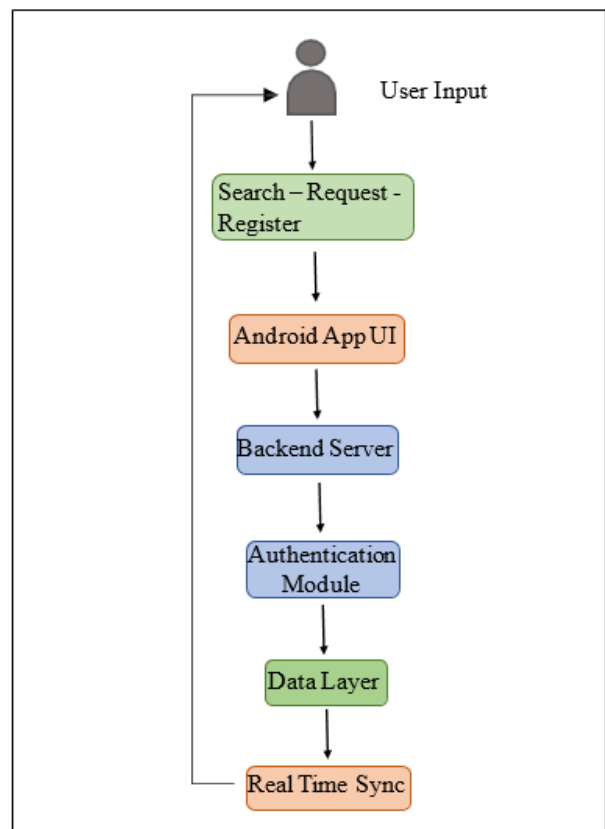 User Input
Search – Request -
Register
Android App UI
Backend Server
Authentication
Module
Data Layer
Real Time Sync